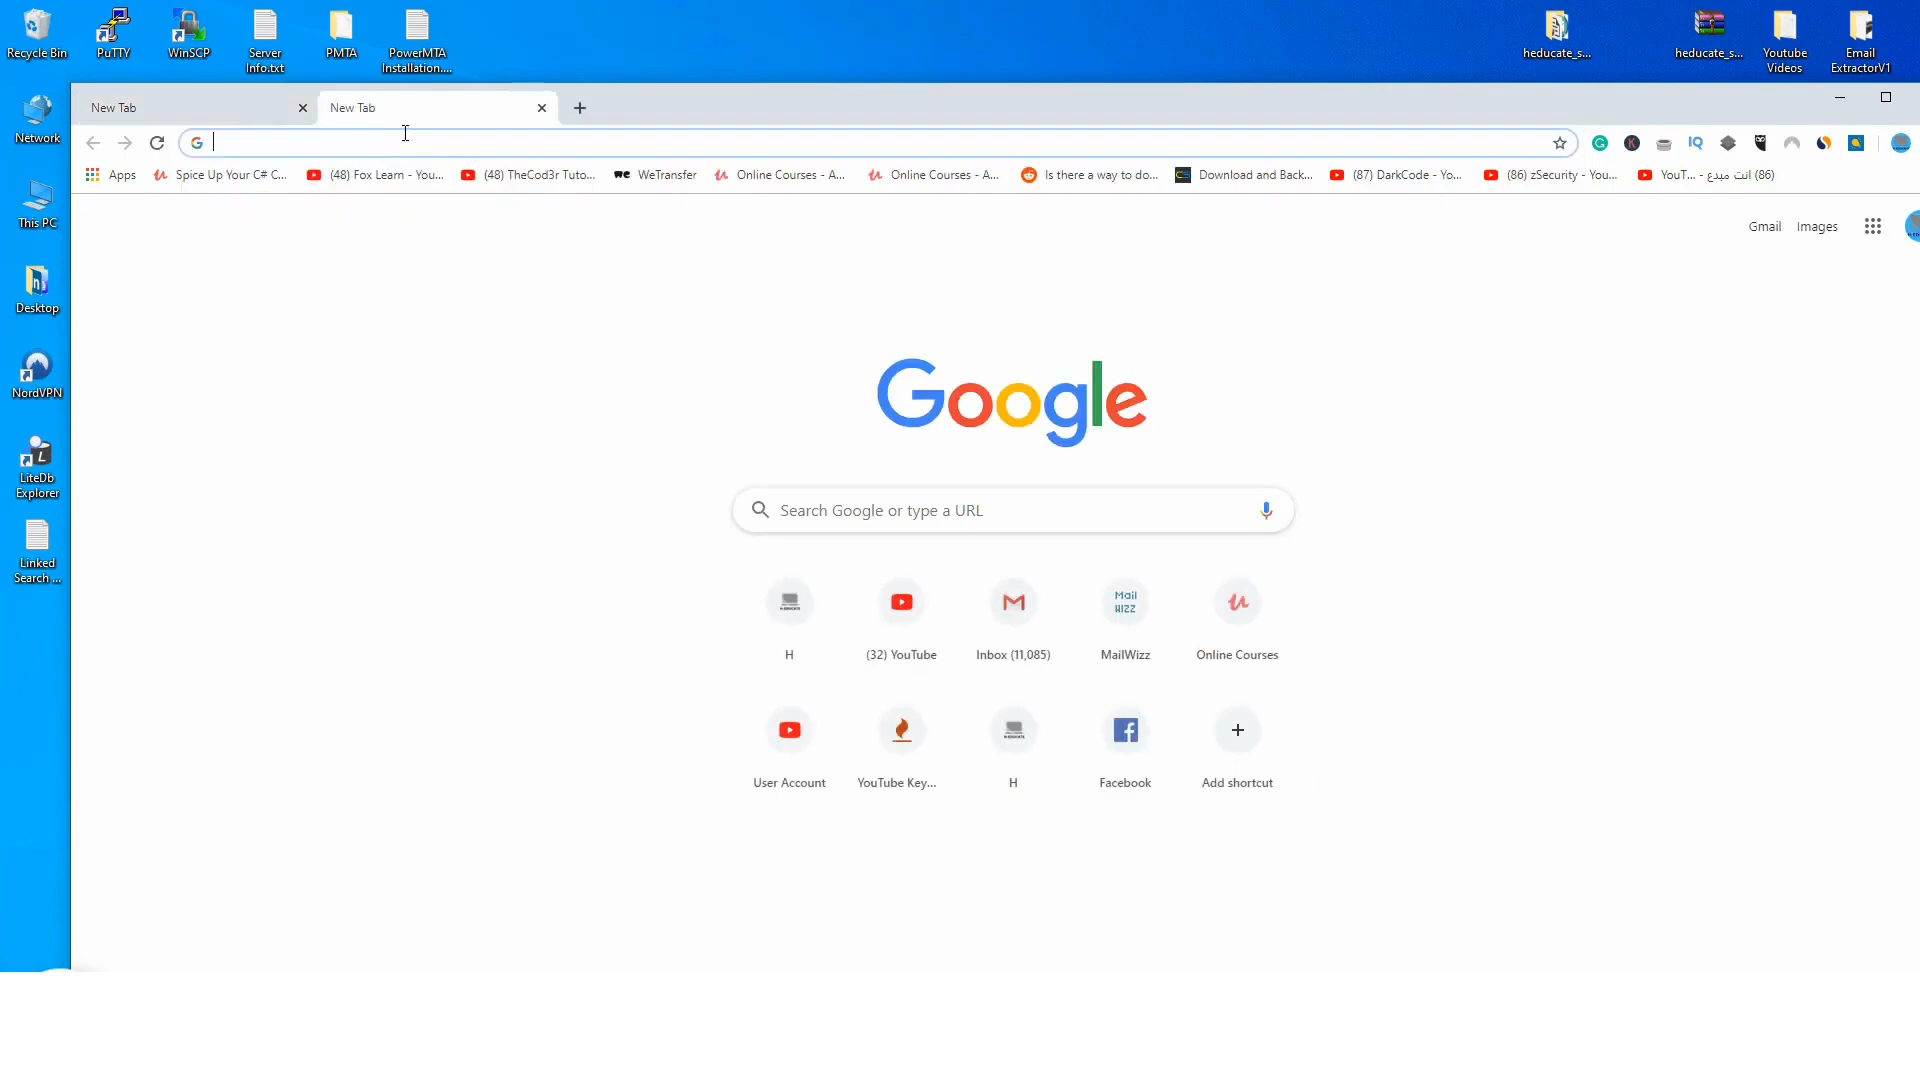 Recycle Bin
PuTTY
WinSCP
Server
Info.txt
PMTA
PowerMTA
Installation....
heducate_s...
heducate_s...
Youtube
Videos
Email
ExtractorV1
Network
This PC
Desktop
NordVPN
LiteDb
Explorer
Linked
Search ...
New Tab
New Tab
Apps
Spice Up Your C# C...
(48) Fox Learn - You...
(48) TheCod3r Tuto...
WeTransfer
Online Courses - A...
Online Courses - A...
Is there a way to do...
Download and Back...
(87) DarkCode - Yo...
(86) zSecurity - You...
YouT... - انت مبدع (86)
Gmail
Images
Google
Search Google or type a URL
H
(32) YouTube
Inbox (11,085)
Mail
WIZZ
MailWizz
Online Courses
User Account
YouTube Key...
H
Facebook
Add shortcut